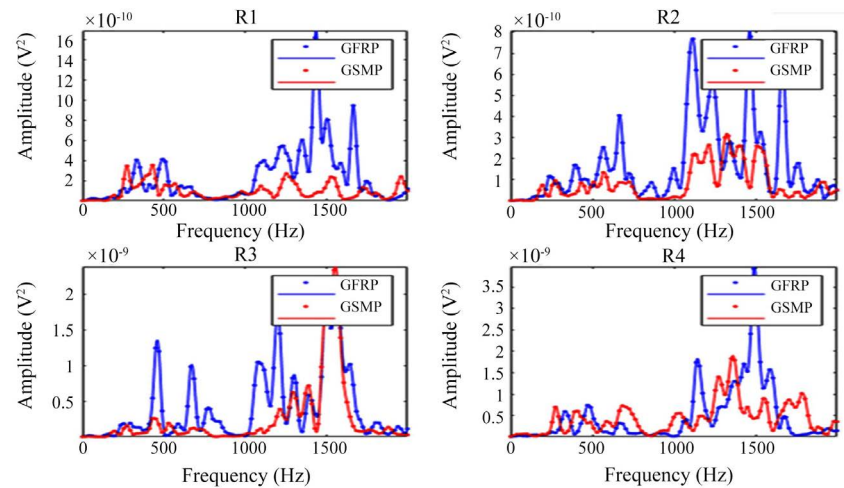 R1
×10⁻¹⁰
Amplitude (V²)
16
14
12
10
8
6
4
2
GFRP
GSMP
0 500 1000 1500
Frequency (Hz)
R2
×10⁻¹⁰
Amplitude (V²)
8
7
6
5
4
3
2
1
GFRP
GSMP
0 500 1000 1500
Frequency (Hz)
R3
×10⁻⁹
Amplitude (V²)
2
1.5
1
0.5
GFRP
GSMP
0 500 1000 1500
Frequency (Hz)
R4
×10⁻⁹
Amplitude (V²)
3.5
3
2.5
2
1.5
1
0.5
GFRP
GSMP
0 500 1000 1500
Frequency (Hz)